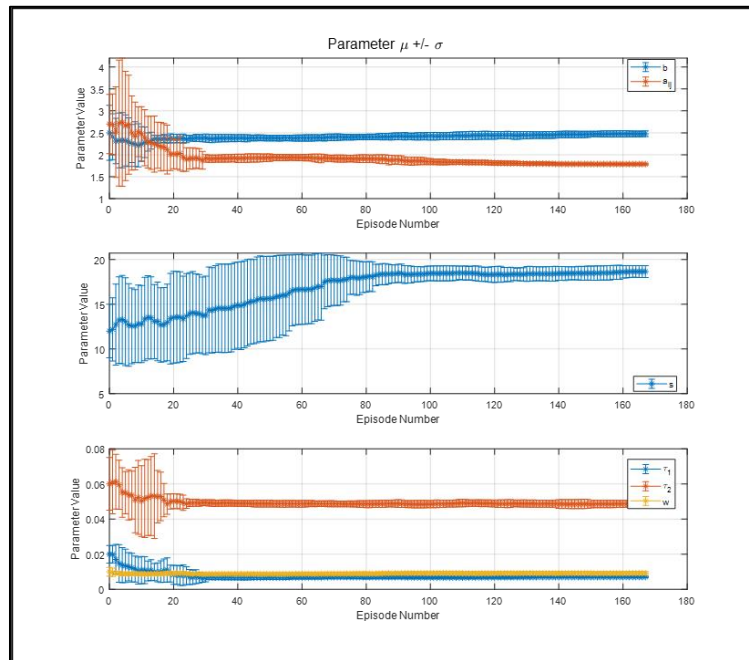 Parameter μ +/- σ
4
3.5
3
2.5
2
1.5
1
Parameter Value
b
a_ij
0 20 40 60 80 100 120 140 160 180
Episode Number
20
15
10
5
Parameter Value
s
0 20 40 60 80 100 120 140 160 180
Episode Number
0.08
0.06
0.04
0.02
0
Parameter Value
τ_1
τ_2
w
0 20 40 60 80 100 120 140 160 180
Episode Number